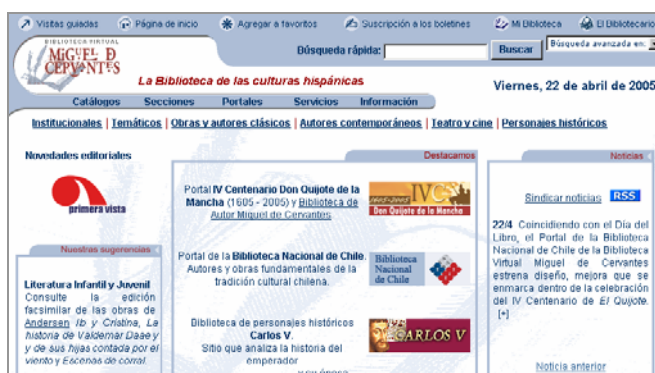 Visitas guiadas Página de inicio Agregar a favoritos Suscripción a los boletines Mi Biblioteca El Bibliotecario
BIBLIOTECA VIRTUAL
MIGUEL D
CERVANTES
Búsqueda rápida: Buscar Búsqueda avanzada en:
La Biblioteca de las culturas hispánicas
Viernes, 22 de abril de 2005
Catálogos Secciones Portales Servicios Información
Institucionales | Temáticos | Obras y autores clásicos | Autores contemporáneos | Teatro y cine | Personajes históricos
Novedades editoriales
primera vista
Nuestras sugerencias
Literatura Infantil y Juvenil
Consulte la edición
facsimilar de las obras de
Andersen Ib y Cristina, La
historia de Valdemar Daae y
y de sus hijas contada por el
viento y Escenas de corral.
Destacamos
Portal IV Centenario Don Quijote de la
Mancha (1605 - 2005) y Biblioteca de
Autor Miguel de Cervantes
IVC
1605-2005
Don Quijote de la Mancha
Portal de la Biblioteca Nacional de Chile.
Autores y obras fundamentales de la
tradición cultural chilena.
Biblioteca
Nacional
de Chile
Biblioteca de personajes históricos
Carlos V.
Sitio que analiza la historia del
emperador
CARLOS V
Noticias
Sindicar noticias RSS
22/4 Coincidiendo con el Día del
Libro, el Portal de la Biblioteca
Nacional de Chile de la Biblioteca
Virtual Miguel de Cervantes
estrena diseño, mejora que se
enmarca dentro de la celebración
del IV Centenario de El Quijote.
[+]
Noticia anterior